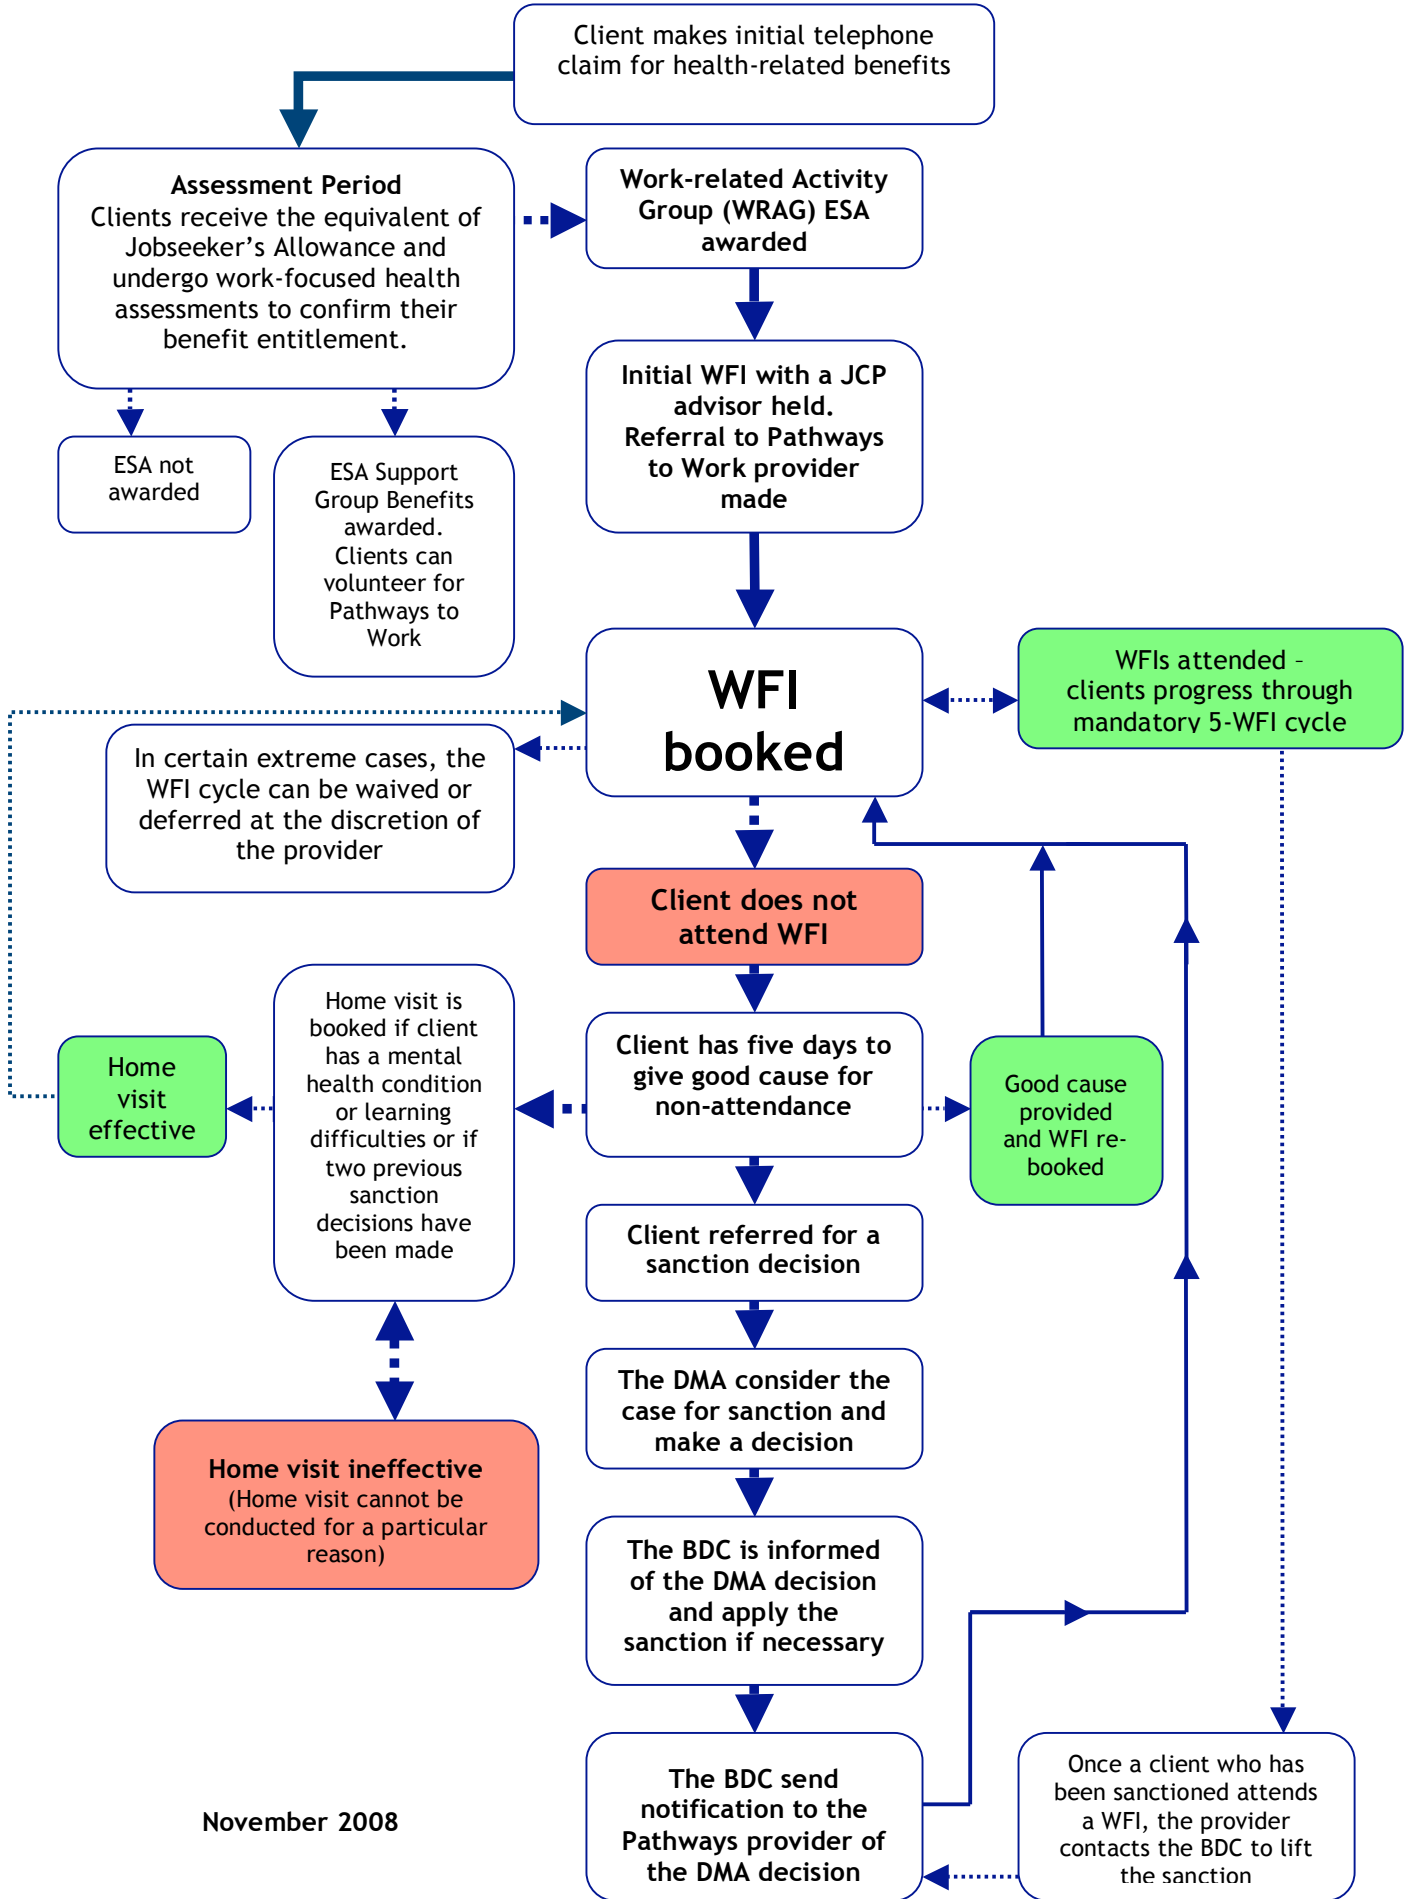 Client makes initial telephone
claim for health-related benefits
Assessment Period
Clients receive the equivalent of
Jobseeker’s Allowance and
undergo work-focused health
assessments to confirm their
benefit entitlement.
Work-related Activity
Group (WRAG) ESA
awarded
Initial WFI with a JCP
advisor held.
Referral to Pathways
to Work provider
made
ESA not
awarded
ESA Support
Group Benefits
awarded.
Clients can
volunteer for
Pathways to
Work
WFI
booked
WFIs attended –
clients progress through
mandatory 5-WFI cycle
In certain extreme cases, the
WFI cycle can be waived or
deferred at the discretion of
the provider
Client does not
attend WFI
Home visit is
booked if client
has a mental
health condition
or learning
difficulties or if
two previous
sanction
decisions have
been made
Home
visit
effective
Client has five days to
give good cause for
non-attendance
Good cause
provided
and WFI re-
booked
Client referred for a
sanction decision
The DMA consider the
case for sanction and
make a decision
Home visit ineffective
(Home visit cannot be
conducted for a particular
reason)
The BDC is informed
of the DMA decision
and apply the
sanction if necessary
The BDC send
notification to the
Pathways provider of
the DMA decision
Once a client who has
been sanctioned attends
a WFI, the provider
contacts the BDC to lift
the sanction
November 2008